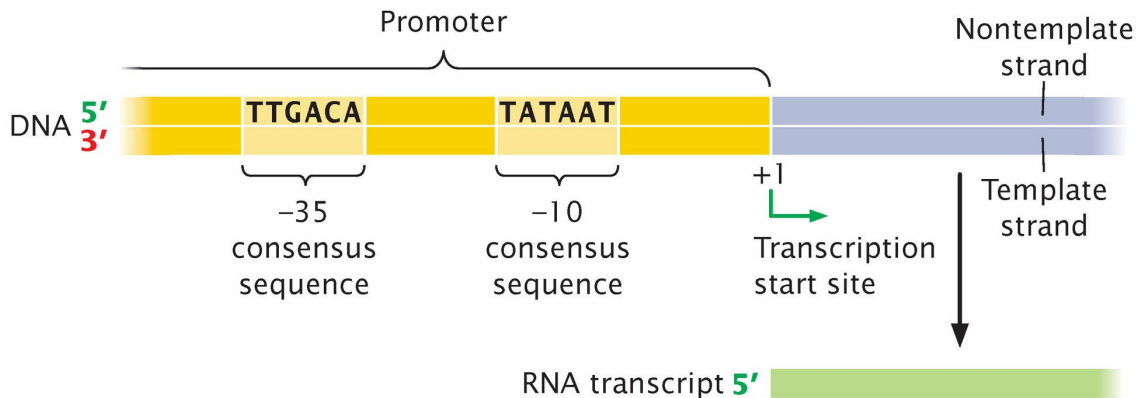 Promoter
Nontemplate
strand
DNA 5′
3′
TTGACA
TATAAT
+1
–35
consensus
sequence
–10
consensus
sequence
Transcription
start site
Template
strand
RNA transcript 5′